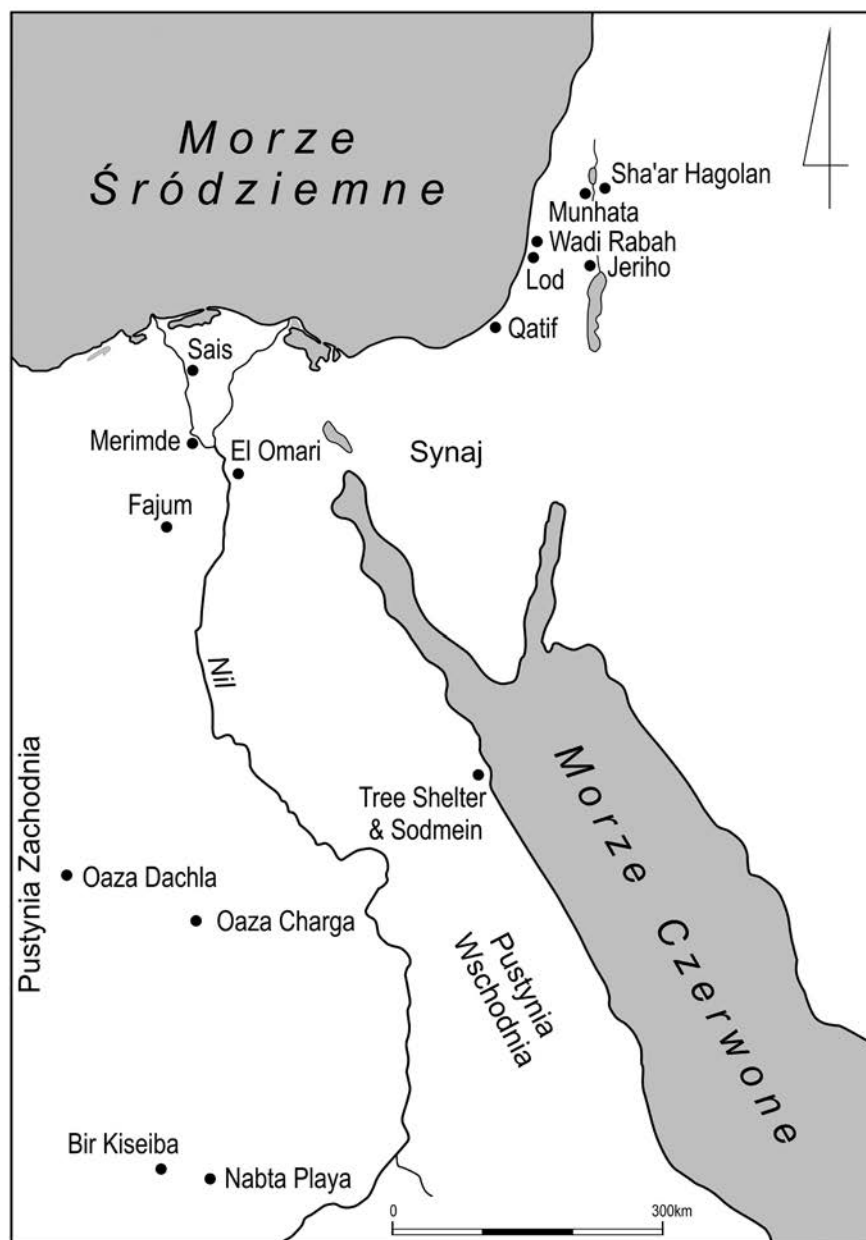 Morze
Śródziemne
Sha'ar Hagolan
Munhata
Wadi Rabah
Lod
Jeriho
Qatif
Sais
Merimde
El Omari
Synaj
Fajum
Nil
Pustynia Zachodnia
Tree Shelter
& Sodmein
Morze Czerwone
Oaza Dachla
Oaza Charga
Pustynia
Wschodnia
Bir Kiseiba
Nabta Playa
0
300km